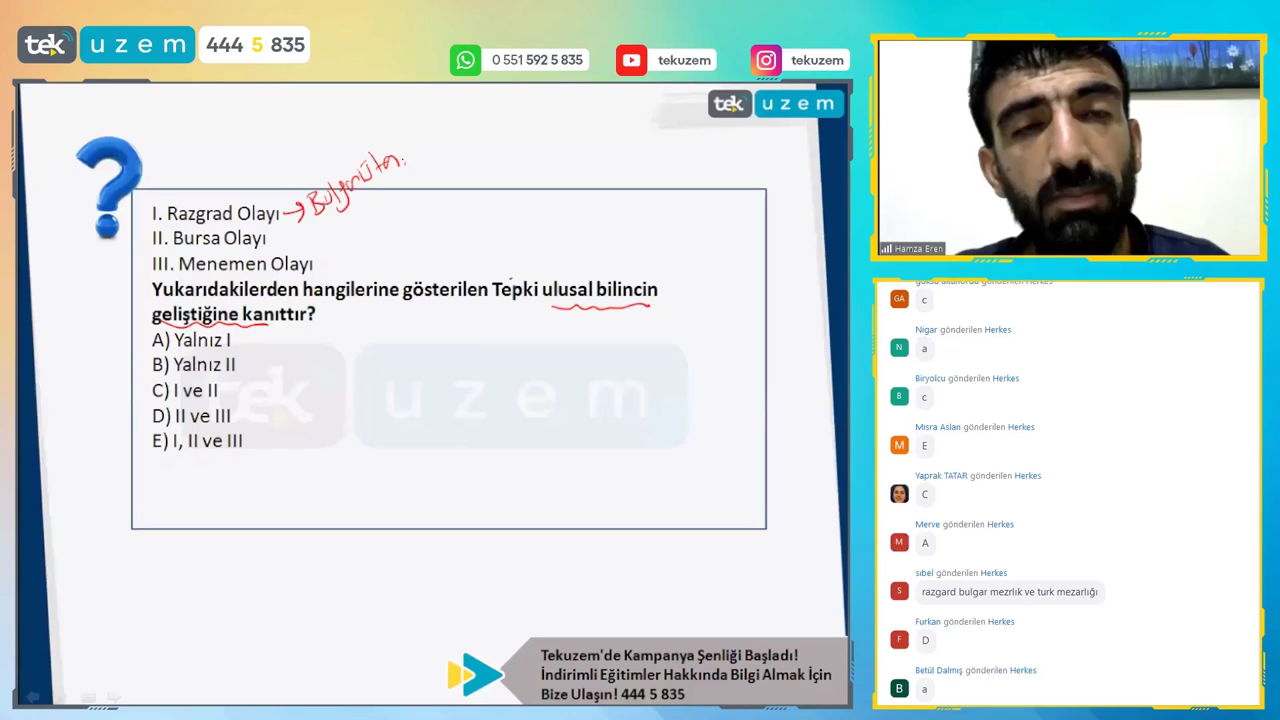 tek uzem 444 5 835
0 551 592 5 835
tekuzem
tekuzem
tek uzem
I. Razgrad Olayı
II. Bursa Olayı
III. Menemen Olayı
Yukarıdakilerden hangilerine gösterilen Tepki ulusal bilincin
geliştiğine kanıttır?
A) Yalnız I
B) Yalnız II
C) I ve II
D) II ve III
E) I, II ve III
tek uzem
Tekuzem'de Kampanya Şenliği Başladı!
İndirimli Eğitimler Hakkında Bilgi Almak İçin
Bize Ulaşın! 444 5 835
Hamza Eren
GA
c
Nigar gönderilen Herkes
N
a
Biryolcu gönderilen Herkes
B
c
Mısra Aslan gönderilen Herkes
M
E
Yaprak TATAR gönderilen Herkes
C
Merve gönderilen Herkes
M
A
sıbel gönderilen Herkes
S
razgard bulgar mezrlık ve turk mezarlığı
Furkan gönderilen Herkes
F
D
Betül Dalmış gönderilen Herkes
B
a